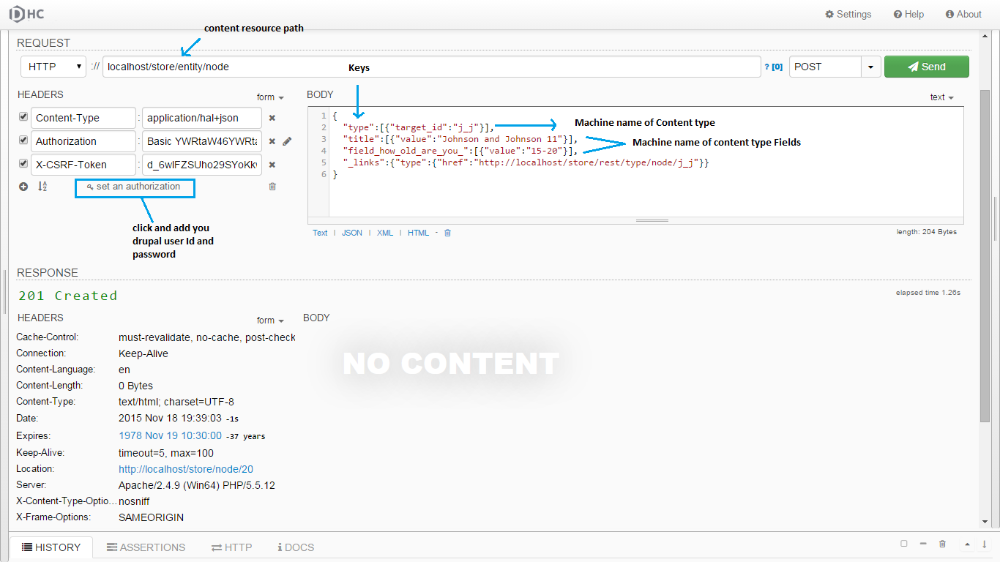 DHC
Settings Help About
content resource path
REQUEST
HTTP :// localhost/store/entity/node ? [0] POST Send
Keys
HEADERS form
Content-Type : application/hal+json
Authorization : Basic YWRtaW46YWRta
X-CSRF-Token : d_6wlFZSUho29SYoKkv
set an authorization
click and add you
drupal user Id and
password
BODY text
1 {
2 "type":[{"target_id":"j_j"}],
Machine name of Content type
3 "title":[{"value":"Johnson and Johnson 11"}],
Machine name of content type Fields
4 "field_how_old_are_you_":[{"value":"15-20"}],
5 "_links":{"type":{"href":"http://localhost/store/rest/type/node/j_j"}}
6 }
Text | JSON | XML | HTML - length: 204 Bytes
RESPONSE
201 Created elapsed time 1.26s
HEADERS form
Cache-Control: must-revalidate, no-cache, post-check
Connection: Keep-Alive
Content-Language: en
Content-Length: 0 Bytes
Content-Type: text/html; charset=UTF-8
Date: 2015 Nov 18 19:39:03 -1s
Expires: 1978 Nov 19 10:30:00 -37 years
Keep-Alive: timeout=5, max=100
Location: http://localhost/store/node/20
Server: Apache/2.4.9 (Win64) PHP/5.5.12
X-Content-Type-Optio... nosniff
X-Frame-Options: SAMEORIGIN
BODY
NO CONTENT
HISTORY ASSERTIONS HTTP DOCS